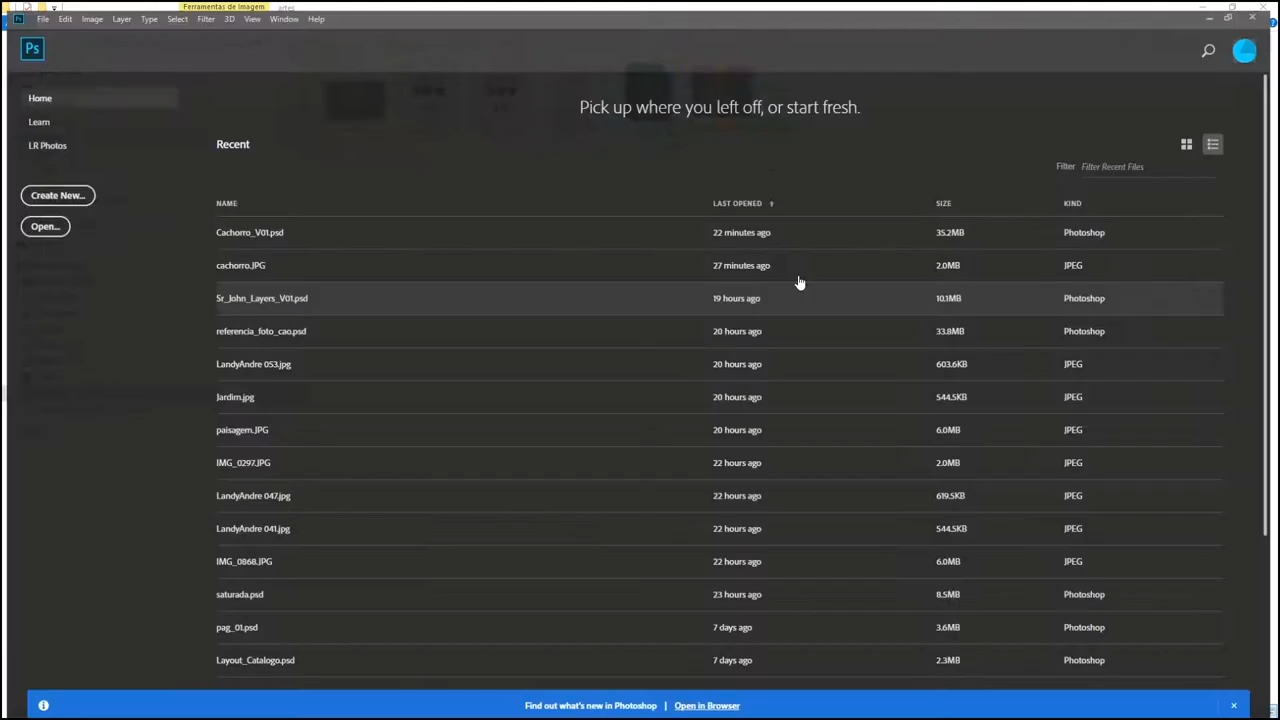 Ferramentas de Imagem artes
Ps File Edit Image Layer Type Select Filter 3D View Window Help
Ps
Home
Learn
LR Photos
Create New...
Open...
Pick up where you left off, or start fresh.
Recent
Filter Filter Recent Files
NAME LAST OPENED SIZE KIND
Cachorro_V01.psd 22 minutes ago 35.2MB Photoshop
cachorro.JPG 27 minutes ago 2.0MB JPEG
Sr_John_Layers_V01.psd 19 hours ago 10.1MB Photoshop
referencia_foto_cao.psd 20 hours ago 33.8MB Photoshop
LandyAndre 053.jpg 20 hours ago 603.6KB JPEG
Jardim.jpg 20 hours ago 544.5KB JPEG
paisagem.JPG 20 hours ago 6.0MB JPEG
IMG_0297.JPG 22 hours ago 2.0MB JPEG
LandyAndre 047.jpg 22 hours ago 619.5KB JPEG
LandyAndre 041.jpg 22 hours ago 544.5KB JPEG
IMG_0868.JPG 22 hours ago 6.0MB JPEG
saturada.psd 23 hours ago 8.5MB Photoshop
pag_01.psd 7 days ago 3.6MB Photoshop
Layout_Catalogo.psd 7 days ago 2.3MB Photoshop
Find out what's new in Photoshop | Open in Browser